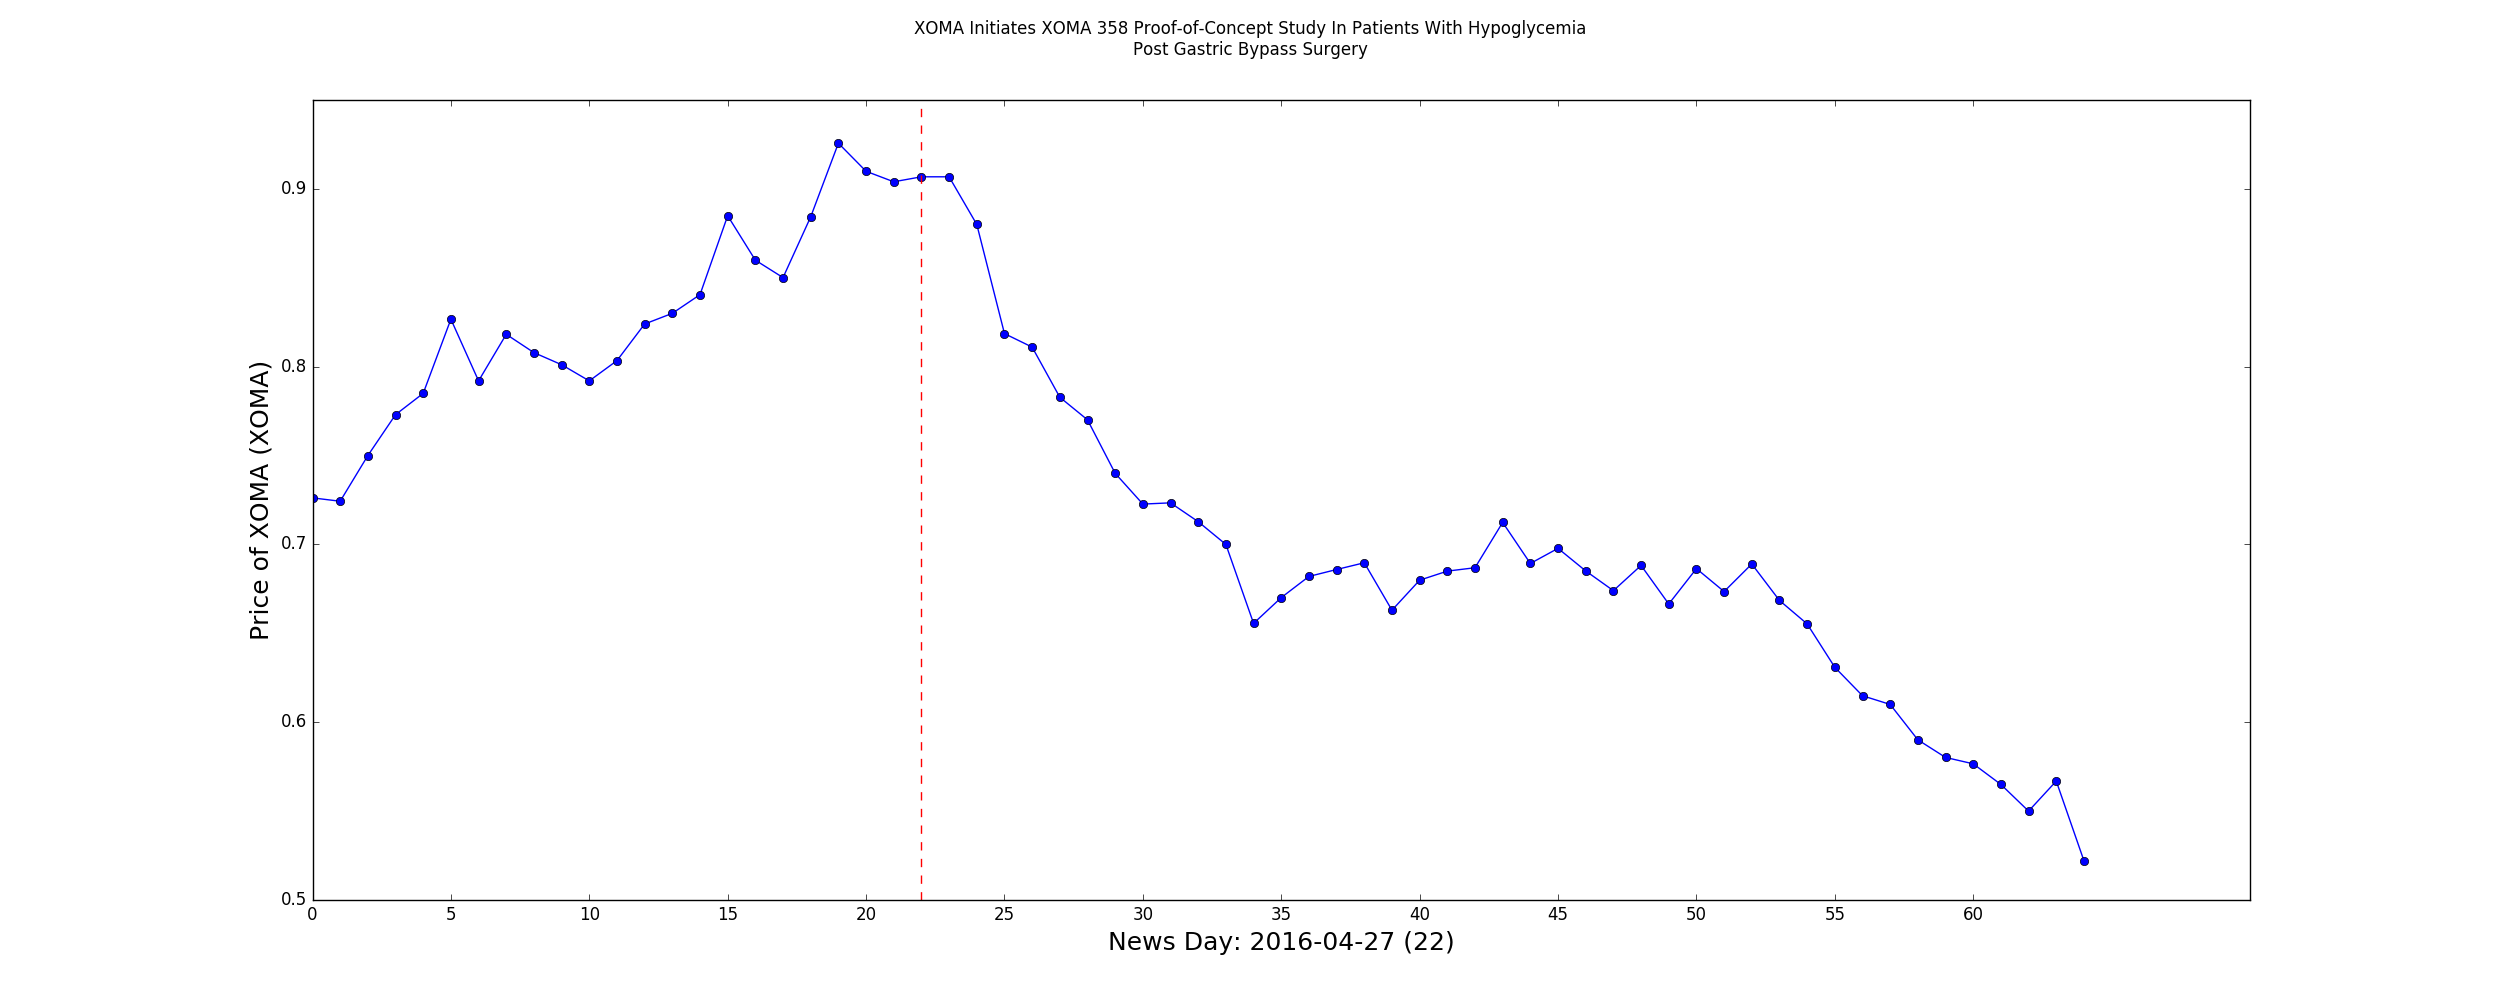 XOMA Initiates XOMA 358 Proof-of-Concept Study In Patients With Hypoglycemia
Post Gastric Bypass Surgery
Price of XOMA (XOMA)
0.9
0.8
0.7
0.6
0.5
0 5 10 15 20 25 30 35 40 45 50 55 60
News Day: 2016-04-27 (22)